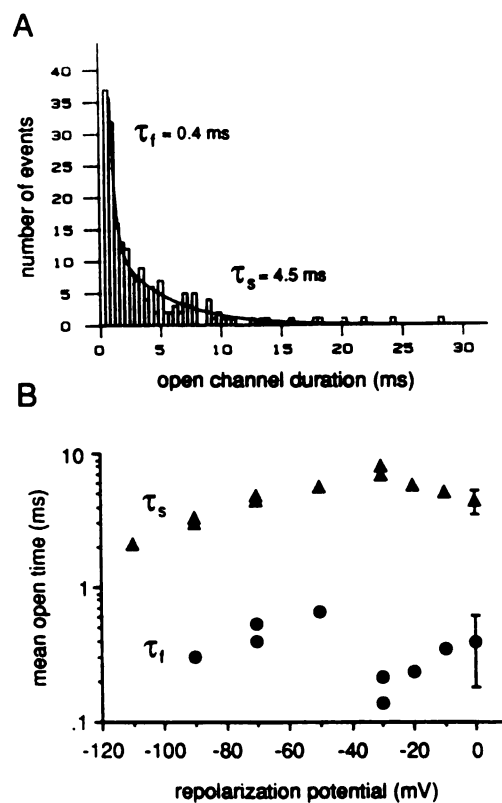 A
number of events
40
35
30
25
20
15
10
5
0
τf = 0.4 ms
τs = 4.5 ms
0 5 10 15 20 25 30
open channel duration (ms)
B
mean open time (ms)
10
1
.1
τs
τf
-120 -100 -80 -60 -40 -20 0
repolarization potential (mV)